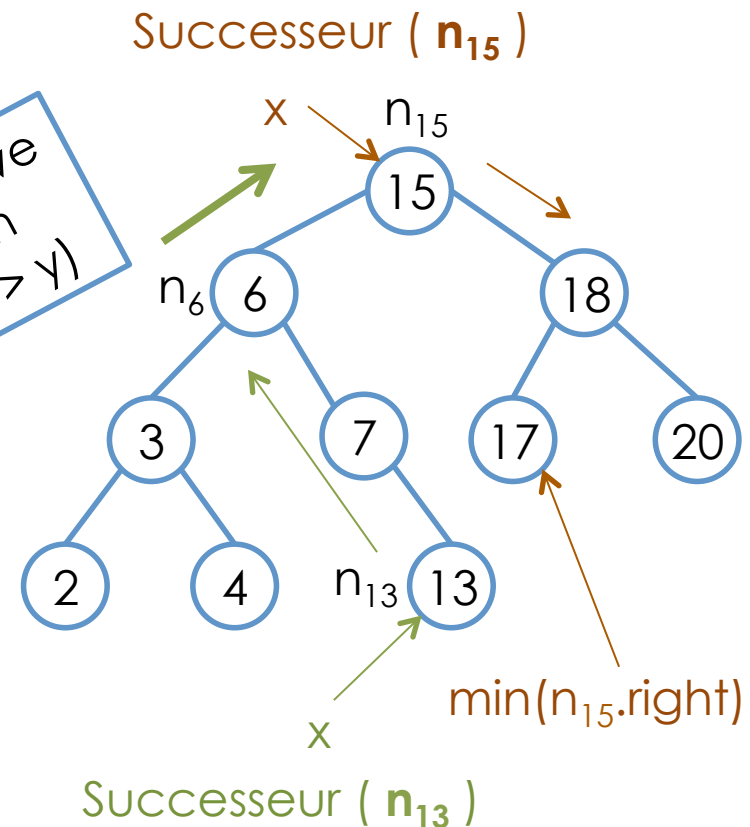 Successeur ( n15 )
x
n15
> y)
15
n6
6
18
3
7
17
20
2
4
n13
13
min(n15.right)
x
Successeur ( n13 )